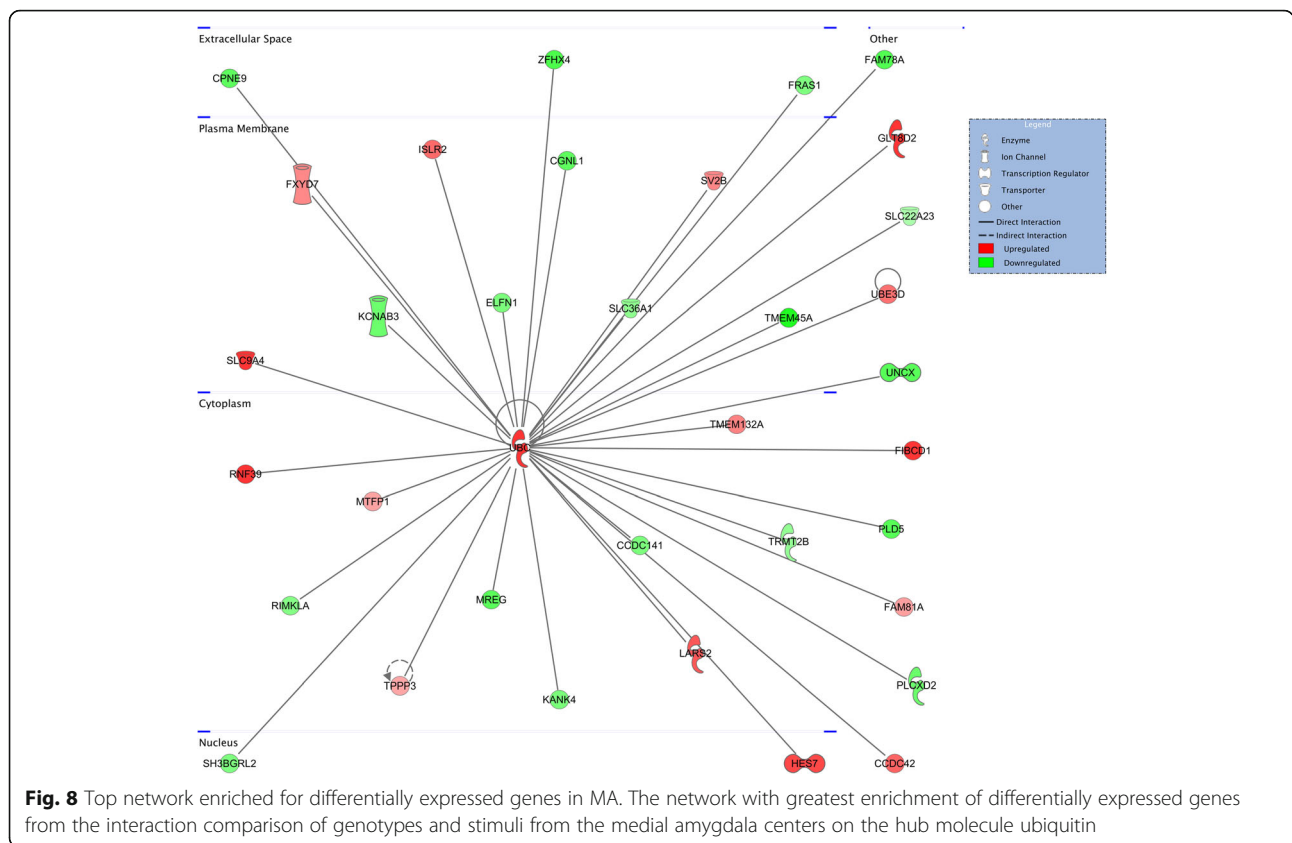 Extracellular Space
Other
CPNE9
ZFHX4
FAM78A
FRAS1
Plasma Membrane
ISLR2
GLT8D2
CGNL1
FXYD7
SV2B
SLC22A23
UBE3D
ELFN1
SLC36A1
KCNAB3
TMEM45A
SLC9A4
UNCX
Cytoplasm
TMEM132A
UBC
FIBCD1
RNF39
MTFP1
PLD5
TRMT2B
CCDC141
RIMKLA
MREG
FAM81A
LARS2
TPPP3
PLCXD2
KANK4
Nucleus
SH3BGRL2
HES7
CCDC42
Legend
Enzyme
Ion Channel
Transcription Regulator
Transporter
Other
Direct Interaction
Indirect Interaction
Upregulated
Downregulated
Fig. 8 Top network enriched for differentially expressed genes in MA. The network with greatest enrichment of differentially expressed genes
from the interaction comparison of genotypes and stimuli from the medial amygdala centers on the hub molecule ubiquitin